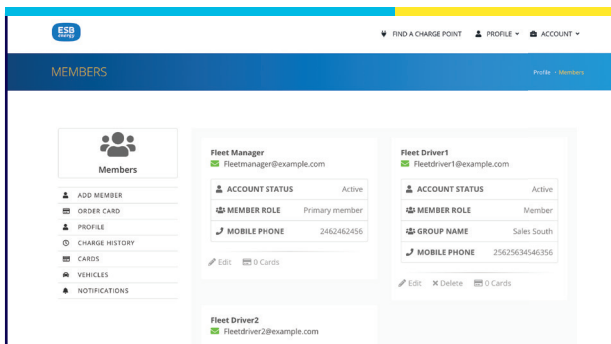 ESB
energy
FIND A CHARGE POINT PROFILE ACCOUNT
MEMBERS
Profile - Members
Members
ADD MEMBER
ORDER CARD
PROFILE
CHARGE HISTORY
CARDS
VEHICLES
NOTIFICATIONS
Fleet Manager
Fleetmanager@example.com
ACCOUNT STATUS Active
MEMBER ROLE Primary member
MOBILE PHONE 2462462456
Edit 0 Cards
Fleet Driver1
Fleetdriver1@example.com
ACCOUNT STATUS Active
MEMBER ROLE Member
GROUP NAME Sales South
MOBILE PHONE 25625634546356
Edit Delete 0 Cards
Fleet Driver2
Fleetdriver2@example.com